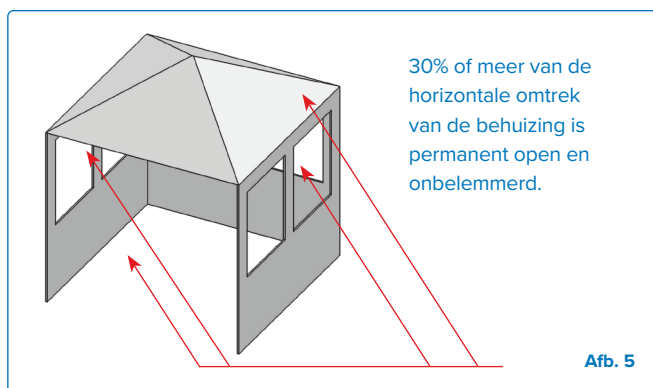 30% of meer van de
horizontale omtrek
van de behuizing is
permanent open en
onbelemmerd.
Afb. 5